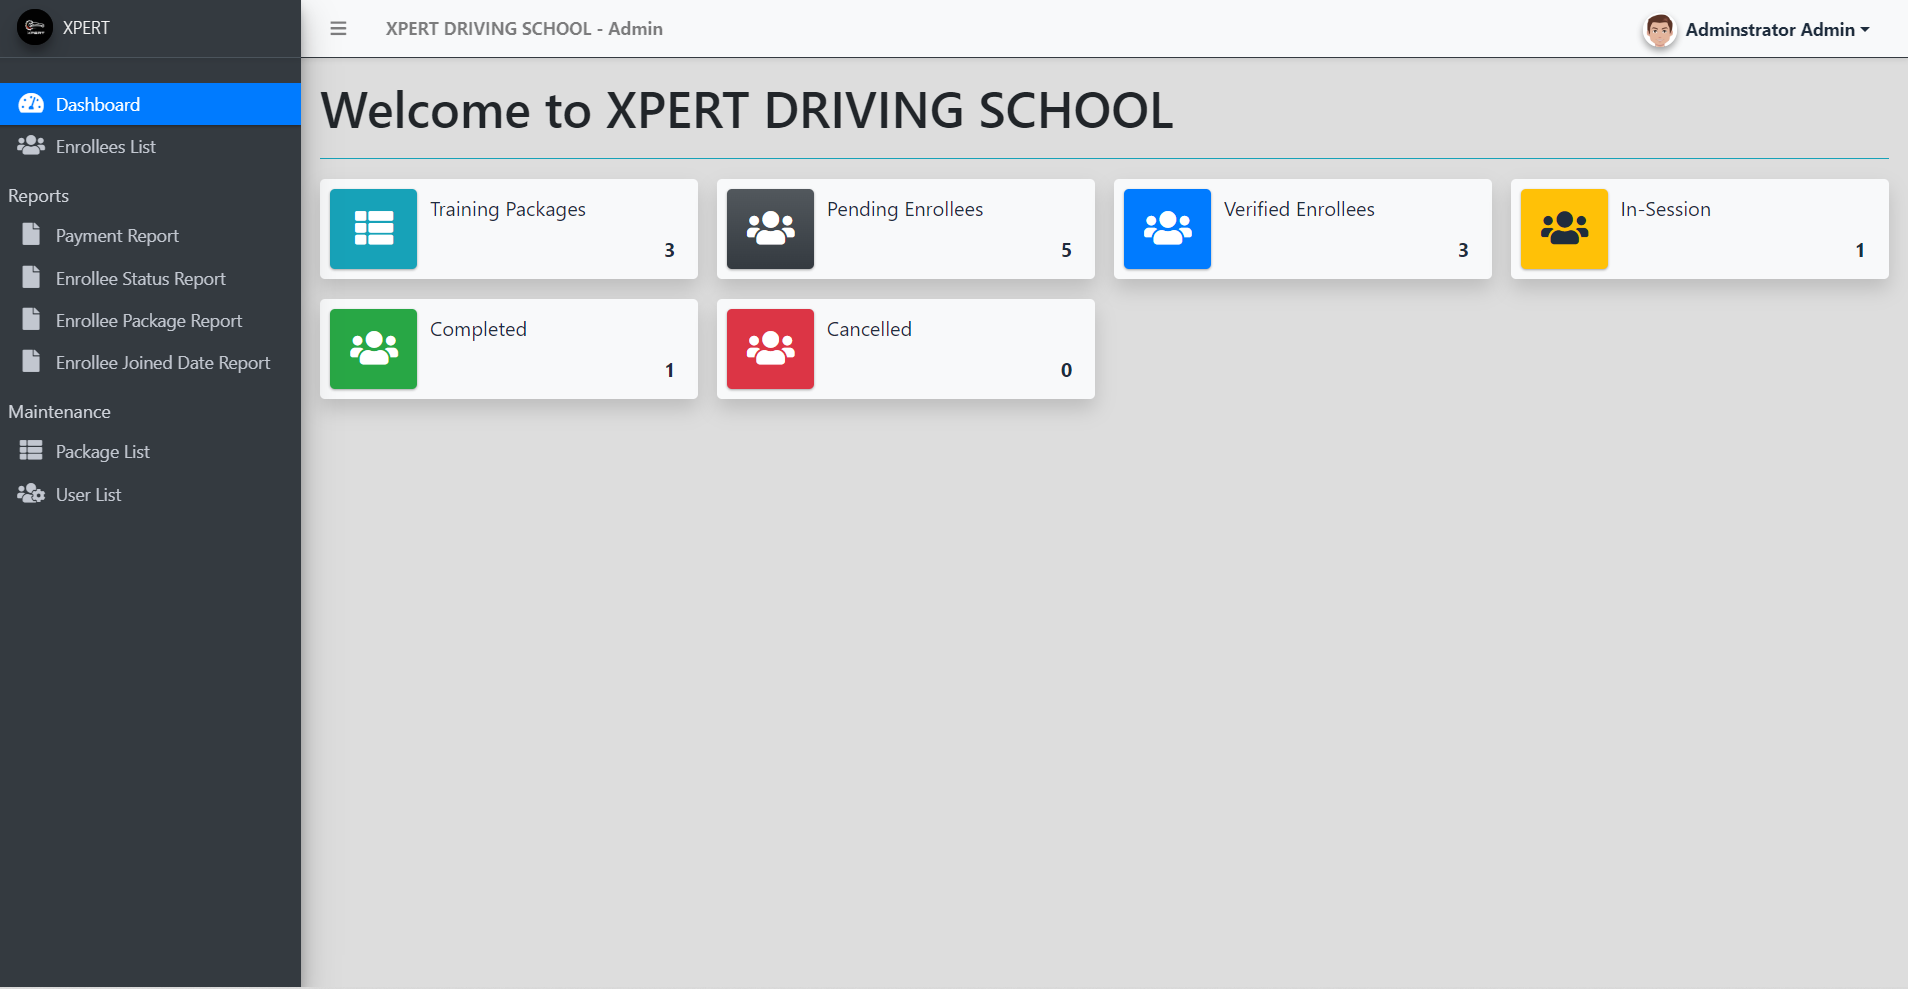 XPERT
XPERT DRIVING SCHOOL - Admin
Adminstrator Admin
Dashboard
Enrollees List
Reports
Payment Report
Enrollee Status Report
Enrollee Package Report
Enrollee Joined Date Report
Maintenance
Package List
User List
Welcome to XPERT DRIVING SCHOOL
Training Packages
3
Pending Enrollees
5
Verified Enrollees
3
In-Session
1
Completed
1
Cancelled
0